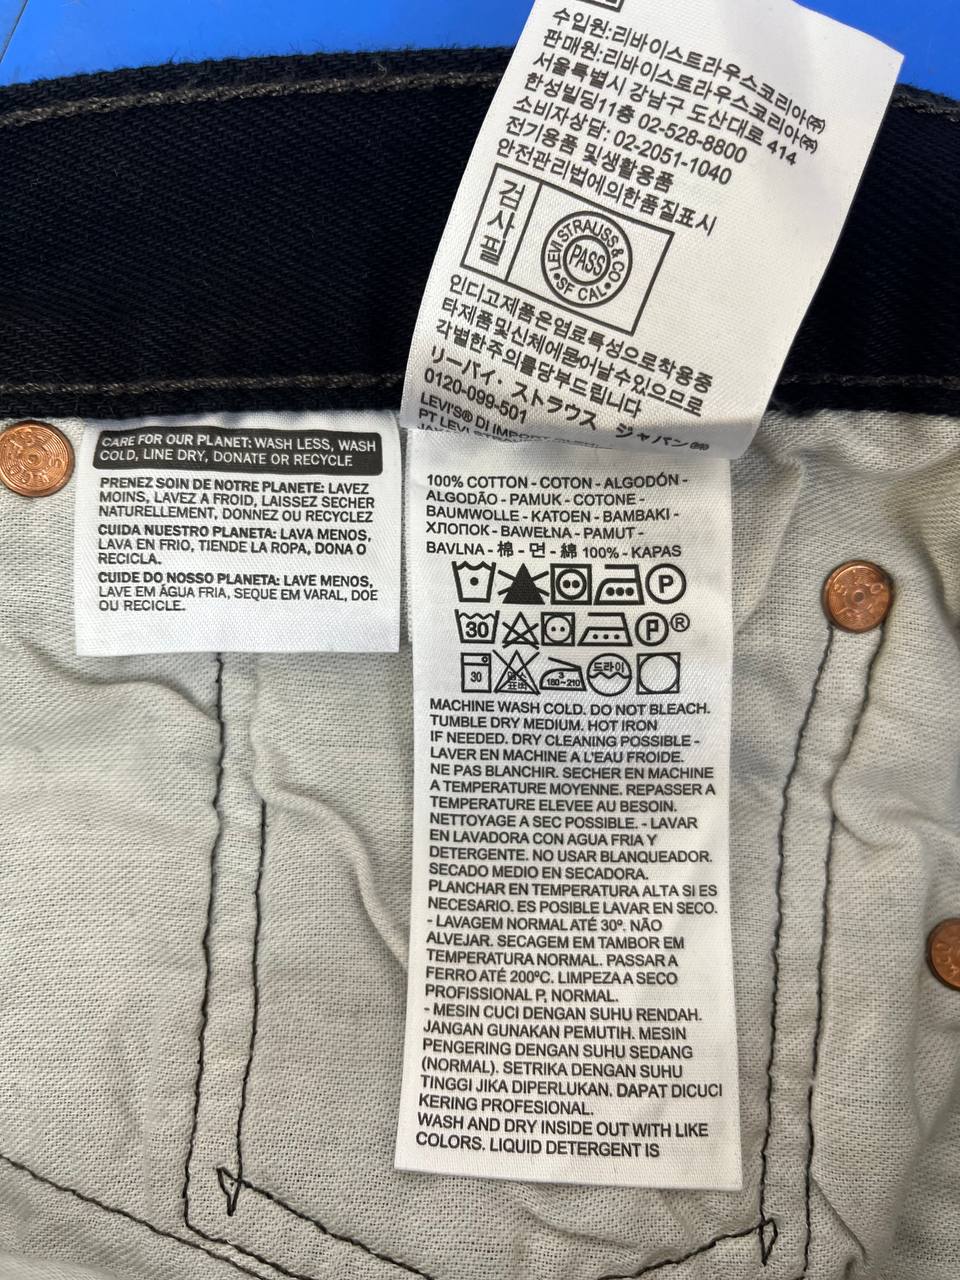 수입원:리바이스트라우스코리아㈜
판매원:리바이스트라우스코리아㈜
서울특별시 강남구 도산대로 414
한성빌딩11층 02-528-8800
소비자상담: 02-2051-1040
전기용품 및생활용품
안전관리법에의한품질표시
검사필
LEVI STRAUSS & CO
PASS
SF CAL
인디고제품은염료특성으로착용중
타제품및신체에묻어날수있으므로
각별한주의를당부드립니다
リーバイ・ストラウス ジャパン㈱
0120-099-501
LEVI'S® DI IMPORT
PT LEVI
CARE FOR OUR PLANET: WASH LESS, WASH
COLD, LINE DRY, DONATE OR RECYCLE.
PRENEZ SOIN DE NOTRE PLANETE: LAVEZ
MOINS, LAVEZ A FROID, LAISSEZ SECHER
NATURELLEMENT, DONNEZ OU RECYCLEZ
CUIDA NUESTRO PLANETA: LAVA MENOS,
LAVA EN FRIO, TIENDE LA ROPA, DONA O
RECICLA.
CUIDE DO NOSSO PLANETA: LAVE MENOS,
LAVE EM ÁGUA FRIA, SEQUE EM VARAL, DOE
OU RECICLE.
100% COTTON - COTON - ALGODÓN -
ALGODÃO - PAMUK - COTONE -
BAUMWOLLE - KATOEN - BAMBAKI -
ХЛОПОК - BAWEŁNA - PAMUT -
BAVLNA - 棉 - 면 - 綿 100% - KAPAS
P
30 P®
30 염소표백 3 180~210 드라이
MACHINE WASH COLD. DO NOT BLEACH.
TUMBLE DRY MEDIUM. HOT IRON
IF NEEDED. DRY CLEANING POSSIBLE -
LAVER EN MACHINE A L'EAU FROIDE.
NE PAS BLANCHIR. SECHER EN MACHINE
A TEMPERATURE MOYENNE. REPASSER A
TEMPERATURE ELEVEE AU BESOIN.
NETTOYAGE A SEC POSSIBLE. - LAVAR
EN LAVADORA CON AGUA FRIA Y
DETERGENTE. NO USAR BLANQUEADOR.
SECADO MEDIO EN SECADORA.
PLANCHAR EN TEMPERATURA ALTA SI ES
NECESARIO. ES POSIBLE LAVAR EN SECO.
- LAVAGEM NORMAL ATÉ 30º. NÃO
ALVEJAR. SECAGEM EM TAMBOR EM
TEMPERATURA NORMAL. PASSAR A
FERRO ATÉ 200ºC. LIMPEZA A SECO
PROFISSIONAL P, NORMAL.
- MESIN CUCI DENGAN SUHU RENDAH.
JANGAN GUNAKAN PEMUTIH. MESIN
PENGERING DENGAN SUHU SEDANG
(NORMAL). SETRIKA DENGAN SUHU
TINGGI JIKA DIPERLUKAN. DAPAT DICUCI
KERING PROFESIONAL.
WASH AND DRY INSIDE OUT WITH LIKE
COLORS. LIQUID DETERGENT IS